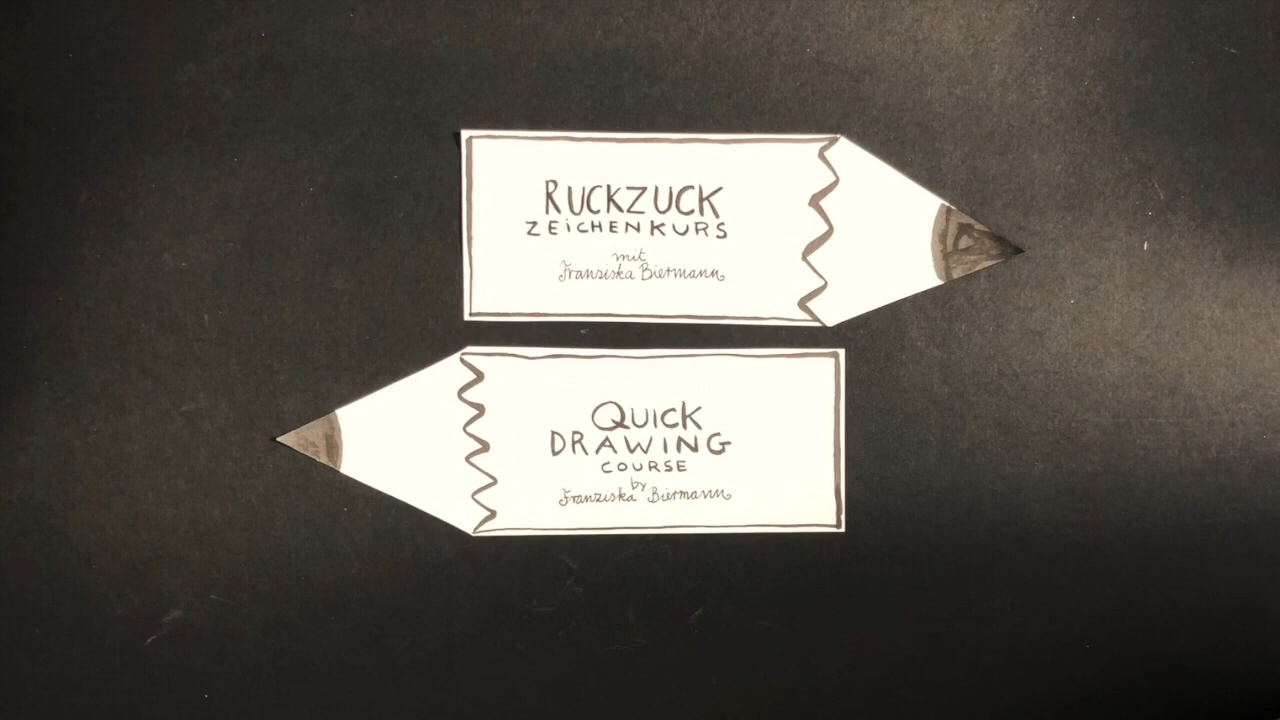 RUCKZUCK
ZEiCHENKURS
mit
Franziska Biermann
QUICK
DRAWING
COURSE
by
Franziska Biermann